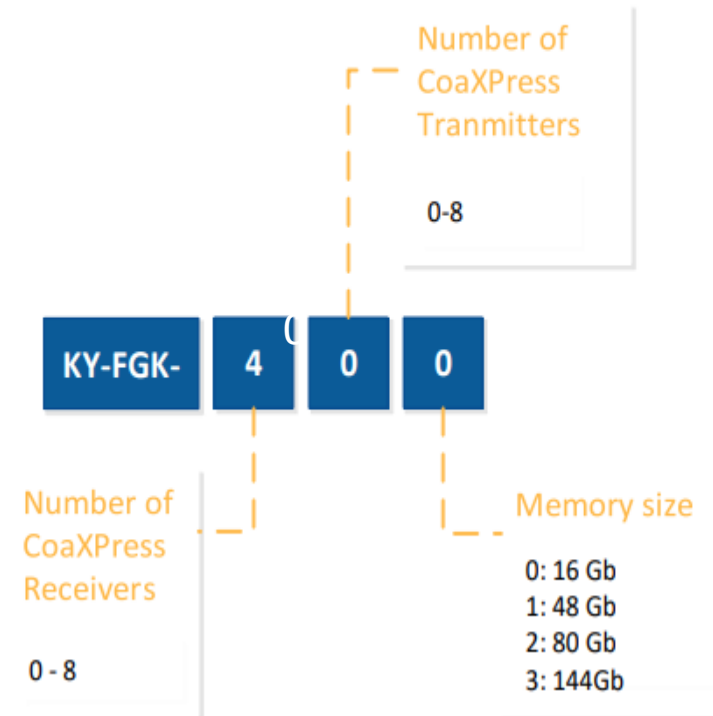 Number of
CoaXPress
Tranmitters
0-8
KY-FGK- 4 0 0
Number of
CoaXPress
Receivers
0 - 8
Memory size
0: 16 Gb
1: 48 Gb
2: 80 Gb
3: 144Gb